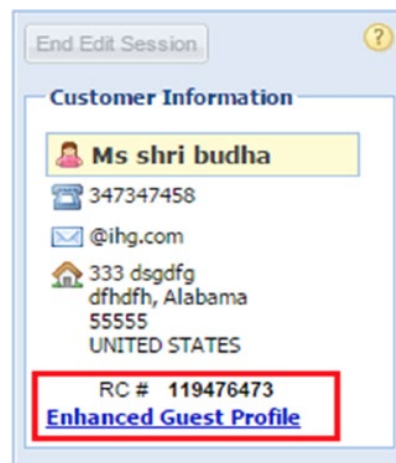 End Edit Session
?
Customer Information
Ms shri budha
347347458
@ihg.com
333 dsgdfg
dfhdfh, Alabama
55555
UNITED STATES
RC # 119476473
Enhanced Guest Profile